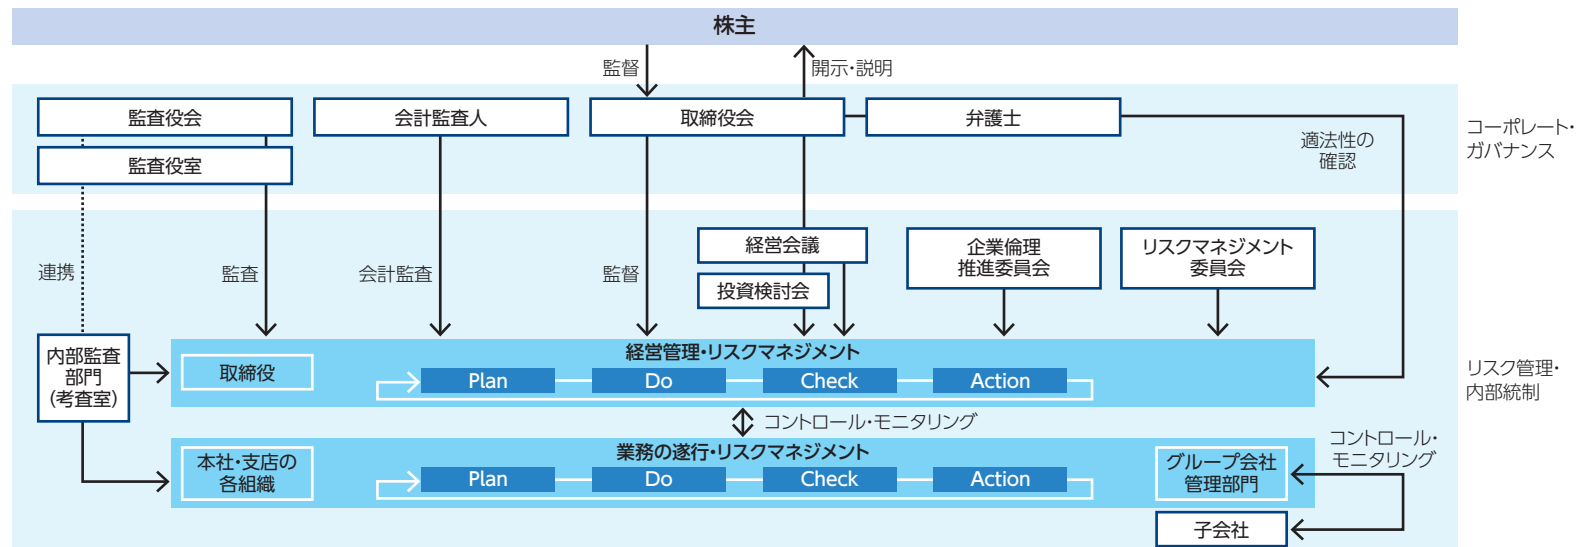 株主
監督
開示・説明
監査役会
会計監査人
取締役会
弁護士
監査役室
適法性の
確認
コーポレート・
ガバナンス
連携
監査
会計監査
監督
経営会議
投資検討会
企業倫理
推進委員会
リスクマネジメント
委員会
内部監査
部門
(考査室)
経営管理・リスクマネジメント
取締役
Plan
Do
Check
Action
リスク管理・
内部統制
コントロール・モニタリング
業務の遂行・リスクマネジメント
本社・支店の
各組織
Plan
Do
Check
Action
グループ会社
管理部門
コントロール・
モニタリング
子会社